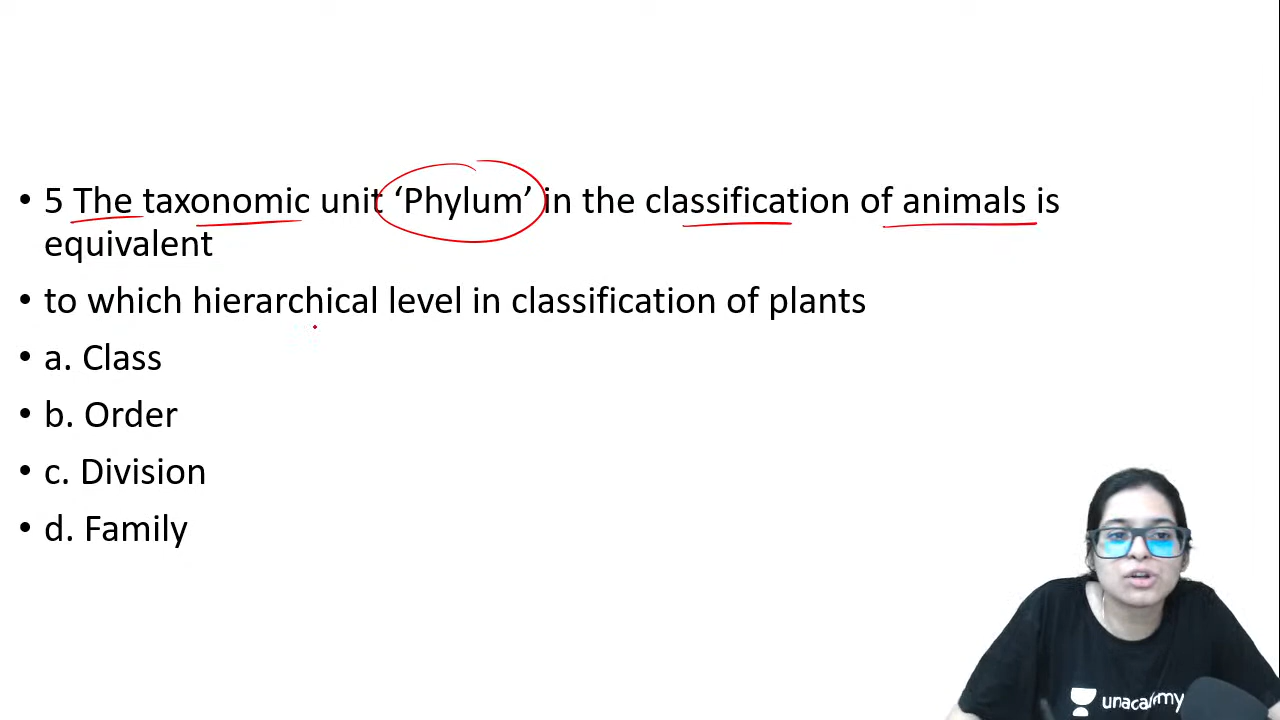 • 5 The taxonomic unit ‘Phylum’ in the classification of animals is
equivalent
• to which hierarchical level in classification of plants
• a. Class
• b. Order
• c. Division
• d. Family
unacademy